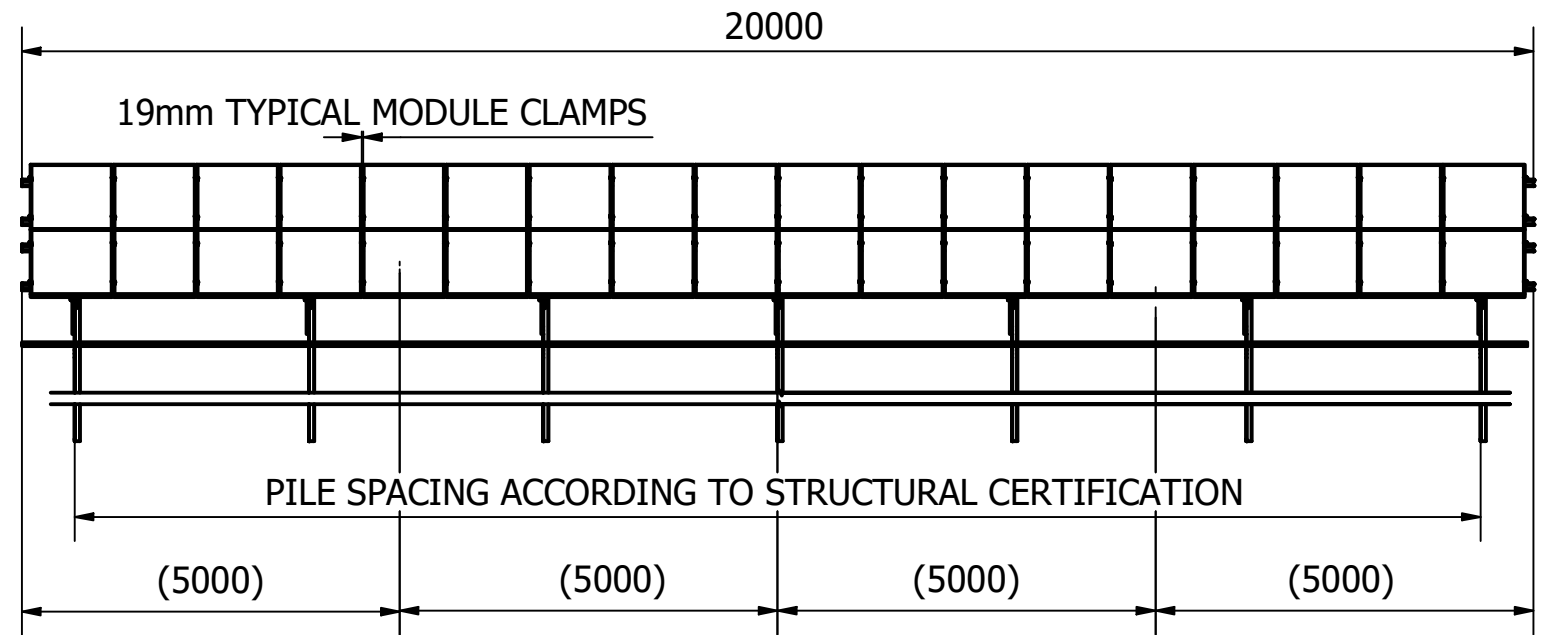 20000
19mm TYPICAL MODULE CLAMPS
PILE SPACING ACCORDING TO STRUCTURAL CERTIFICATION
(5000) (5000) (5000) (5000)